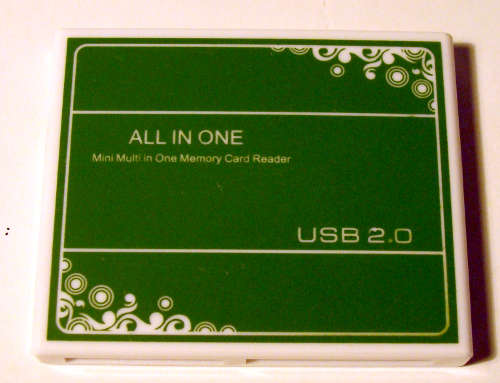 ALL IN ONE
Mini Multi in One Memory Card Reader
USB 2.0